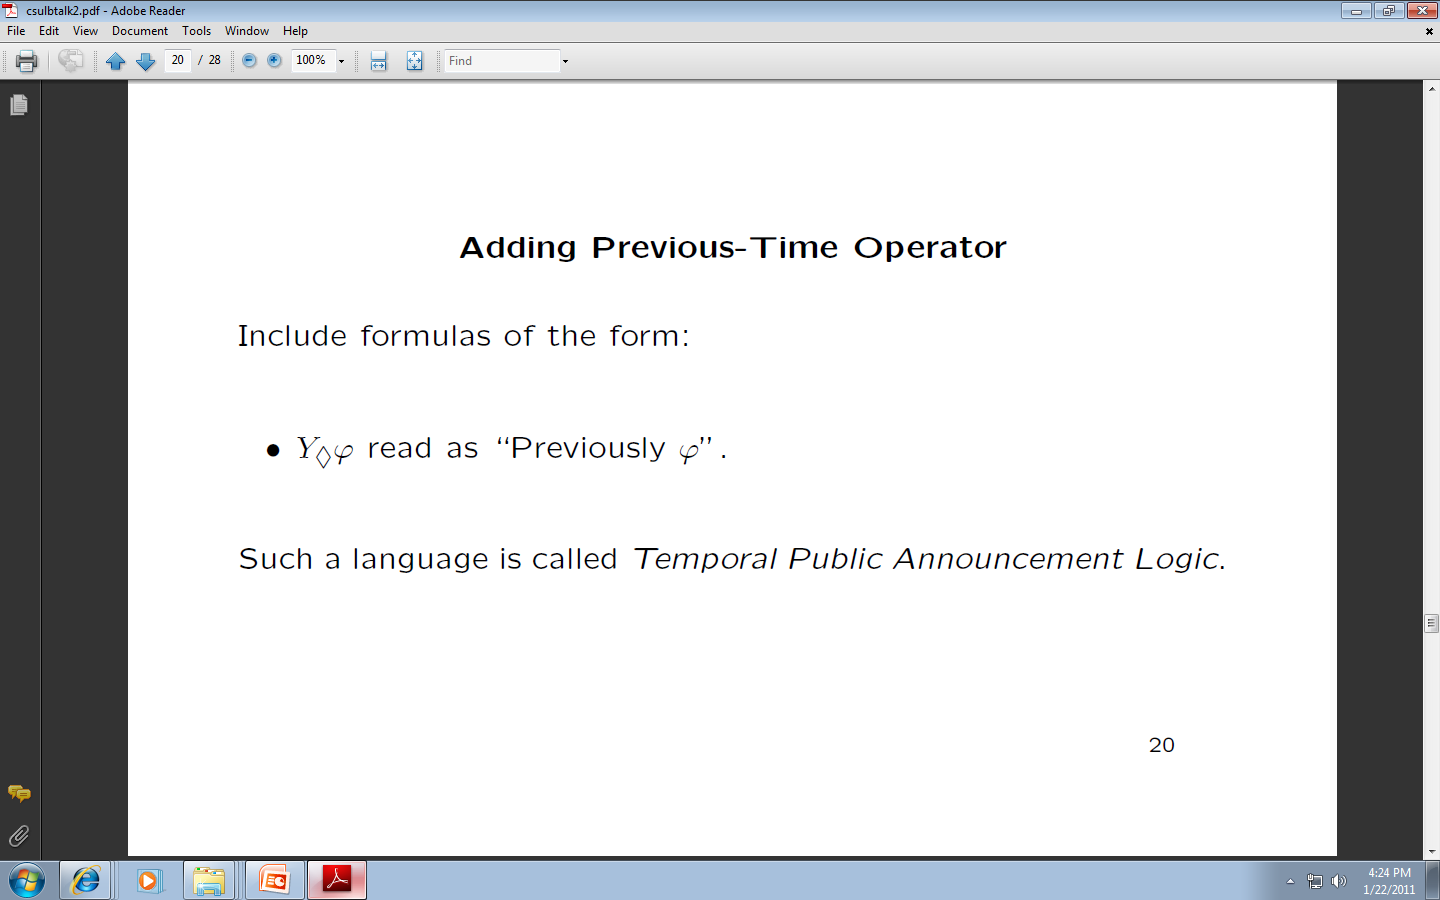 csulbtalk2.pdf - Adobe Reader
File Edit View Document Tools Window Help
20 / 28 100% Find
Adding Previous-Time Operator
Include formulas of the form:
• Y◊φ read as “Previously φ”.
Such a language is called Temporal Public Announcement Logic.
20
4:24 PM
1/22/2011